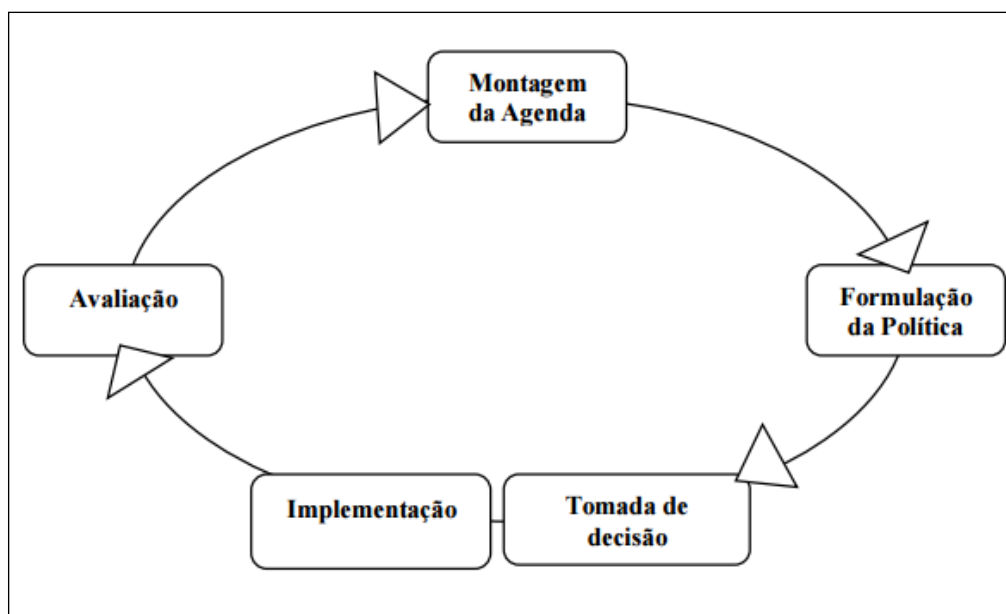 Montagem
da Agenda
Formulação
da Política
Tomada de
decisão
Implementação
Avaliação